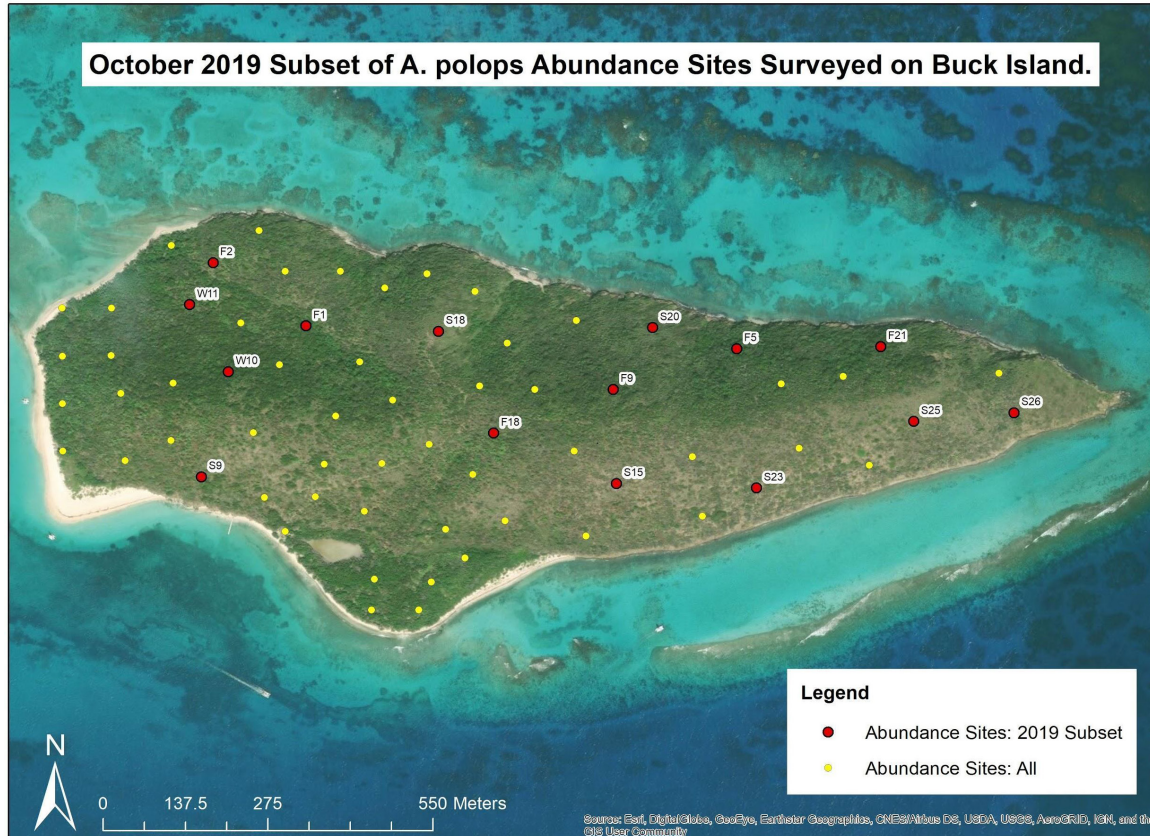 October 2019 Subset of A. polops Abundance Sites Surveyed on Buck Island.
F2
W11
F1
S18
S20
F5
F21
W10
F9
S26
S25
F18
S9
S15
S23
Legend
Abundance Sites: 2019 Subset
Abundance Sites: All
N
0 137.5 275 550 Meters
Source: Esri, DigitalGlobe, GeoEye, Earthstar Geographics, CNES/Airbus DS, USDA, USGS, AeroGRID, IGN, and the
GIS User Community